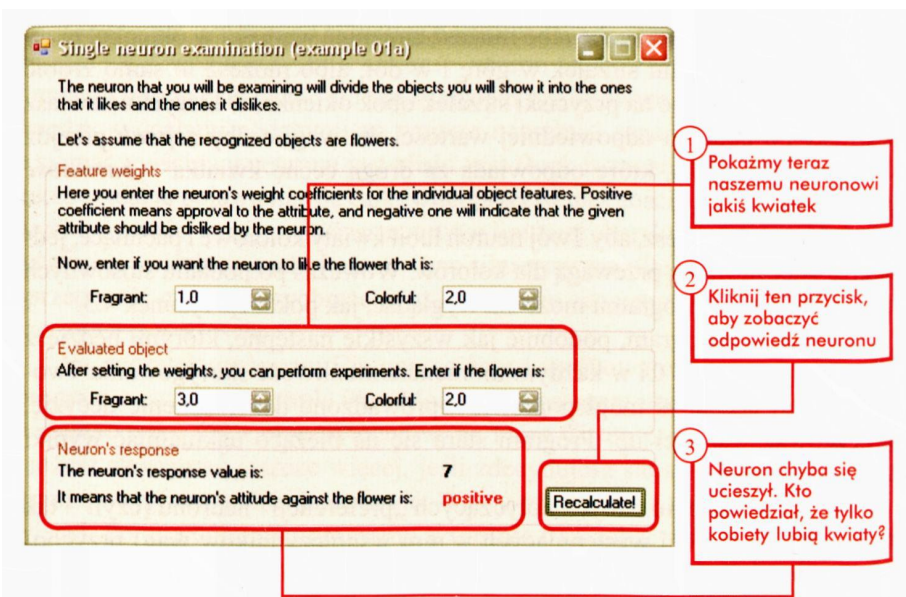 Single neuron examination (example 01a)
The neuron that you will be examining will divide the objects you will show it into the ones
that it likes and the ones it dislikes.
Let's assume that the recognized objects are flowers.
Feature weights
Here you enter the neuron's weight coefficients for the individual object features. Positive
coefficient means approval to the attribute, and negative one will indicate that the given
attribute should be disliked by the neuron.
Now, enter if you want the neuron to like the flower that is:
Fragrant: 1,0 Colorful: 2,0
Evaluated object
After setting the weights, you can perform experiments. Enter if the flower is:
Fragrant: 3,0 Colorful: 2,0
Neuron's response
The neuron's response value is: 7
It means that the neuron's attitude against the flower is: positive
Recalculate!
1
Pokażmy teraz
naszemu neuronowi
jakiś kwiatek
2
Kliknij ten przycisk,
aby zobaczyć
odpowiedź neuronu
3
Neuron chyba się
ucieszył. Kto
powiedział, że tylko
kobiety lubią kwiaty?